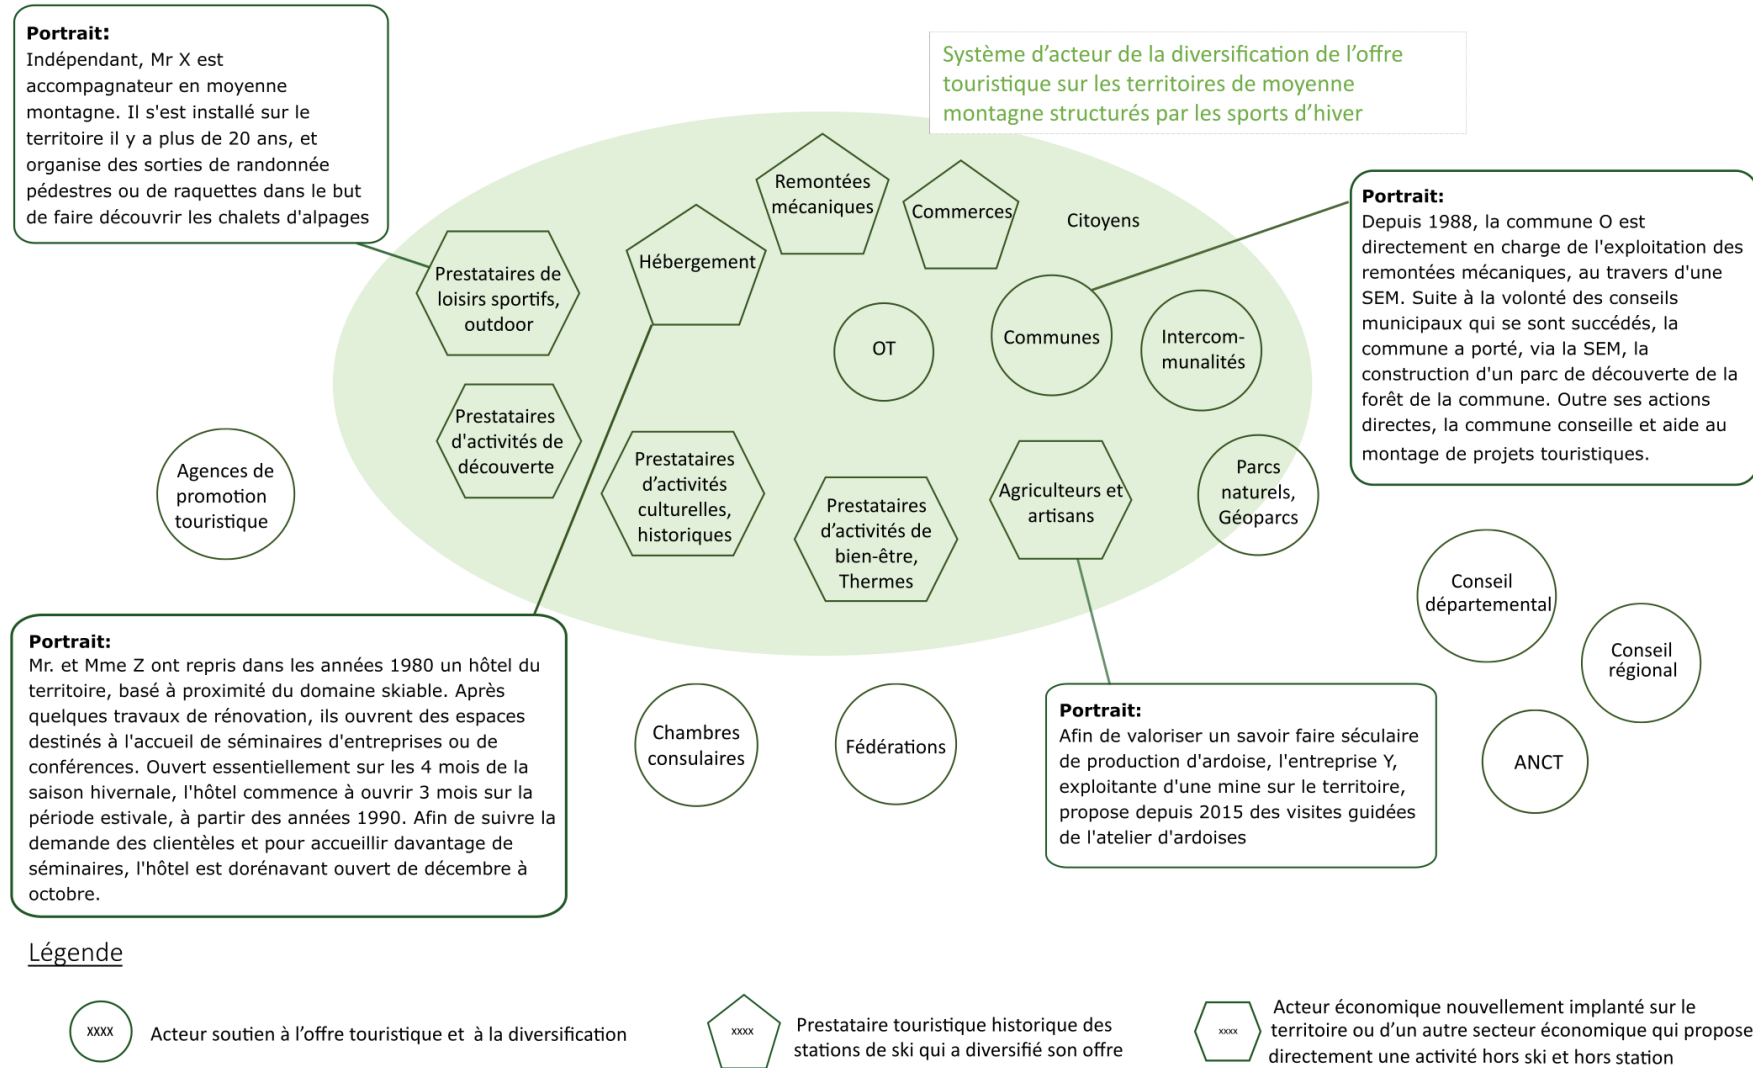 Portrait:
Indépendant, Mr X est
accompagnateur en moyenne
montagne. Il s'est installé sur le
territoire il y a plus de 20 ans, et
organise des sorties de randonnée
pédestres ou de raquettes dans le but
de faire découvrir les chalets d'alpages
Système d’acteur de la diversification de l’offre
touristique sur les territoires de moyenne
montagne structurés par les sports d’hiver
Remontées
mécaniques
Commerces
Citoyens
Hébergement
Prestataires de
loisirs sportifs,
outdoor
OT
Communes
Intercom-
munalités
Portrait:
Depuis 1988, la commune O est
directement en charge de l'exploitation des
remontées mécaniques, au travers d'une
SEM. Suite à la volonté des conseils
municipaux qui se sont succédés, la
commune a porté, via la SEM, la
construction d'un parc de découverte de la
forêt de la commune. Outre ses actions
directes, la commune conseille et aide au
montage de projets touristiques.
Prestataires
d'activités de
découverte
Agences de
promotion
touristique
Prestataires
d’activités
culturelles,
historiques
Prestataires
d’activités de
bien-être,
Thermes
Agriculteurs et
artisans
Parcs
naturels,
Géoparcs
Conseil
départemental
Conseil
régional
ANCT
Portrait:
Mr. et Mme Z ont repris dans les années 1980 un hôtel du
territoire, basé à proximité du domaine skiable. Après
quelques travaux de rénovation, ils ouvrent des espaces
destinés à l'accueil de séminaires d'entreprises ou de
conférences. Ouvert essentiellement sur les 4 mois de la
saison hivernale, l'hôtel commence à ouvrir 3 mois sur la
période estivale, à partir des années 1990. Afin de suivre la
demande des clientèles et pour accueillir davantage de
séminaires, l'hôtel est dorénavant ouvert de décembre à
octobre.
Chambres
consulaires
Fédérations
Portrait:
Afin de valoriser un savoir faire séculaire
de production d'ardoise, l'entreprise Y,
exploitante d'une mine sur le territoire,
propose depuis 2015 des visites guidées
de l'atelier d'ardoises
Légende
xxxx
Acteur soutien à l’offre touristique et à la diversification
xxxx
Prestataire touristique historique des
stations de ski qui a diversifié son offre
xxxx
Acteur économique nouvellement implanté sur le
territoire ou d’un autre secteur économique qui propose
directement une activité hors ski et hors station